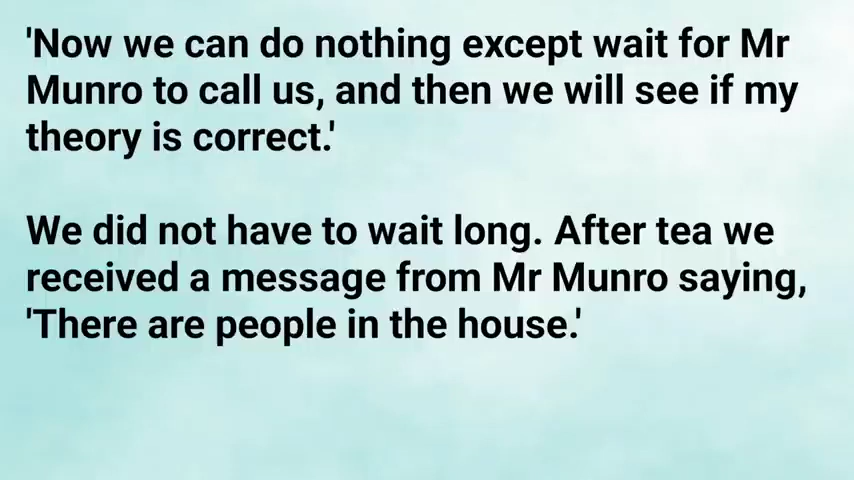 'Now we can do nothing except wait for Mr
Munro to call us, and then we will see if my
theory is correct.'
We did not have to wait long. After tea we
received a message from Mr Munro saying,
'There are people in the house.'